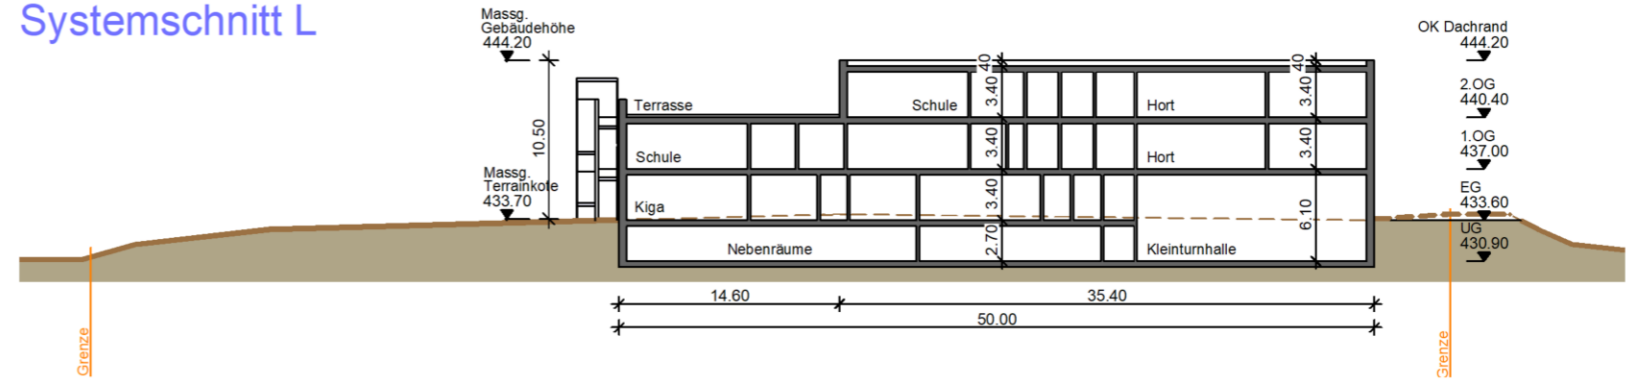 Systemschnitt L
Massg.
Gebäudehöhe
444.20
OK Dachrand
444.20
40
40
Terrasse
Schule
3.40
Hort
3.40
2.OG
440.40
10.50
Schule
3.40
Hort
3.40
1.OG
437.00
Massg.
Terrainkote
433.70
Kiga
3.40
6.10
EG
433.60
Nebenräume
2.70
Kleinturnhalle
UG
430.90
14.60
35.40
50.00
Grenze
Grenze